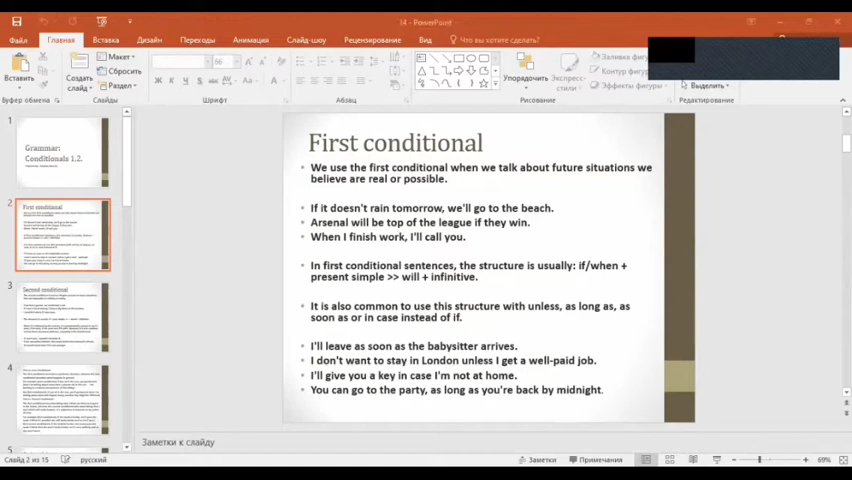 14 - PowerPoint
Файл Главная Вставка Дизайн Переходы Анимация Слайд-шоу Рецензирование Вид Что вы хотите сделать?
Вставить
Буфер обмена
Создать слайд
Макет
Сбросить
Раздел
Слайды
66
Шрифт
Абзац
Упорядочить
Экспресс-стили
Заливка фигуры
Контур фигуры
Эффекты фигуры
Рисование
Выделить
Редактирование
1
Grammar:
Conditionals 1.2.
2
First conditional
3
Second conditional
4
5
First conditional
We use the first conditional when we talk about future situations we
believe are real or possible.
If it doesn't rain tomorrow, we'll go to the beach.
Arsenal will be top of the league if they win.
When I finish work, I'll call you.
In first conditional sentences, the structure is usually: if/when +
present simple >> will + infinitive.
It is also common to use this structure with unless, as long as, as
soon as or in case instead of if.
I'll leave as soon as the babysitter arrives.
I don't want to stay in London unless I get a well-paid job.
I'll give you a key in case I'm not at home.
You can go to the party, as long as you're back by midnight.
Заметки к слайду
Слайд 2 из 15 русский Заметки Примечания 69%